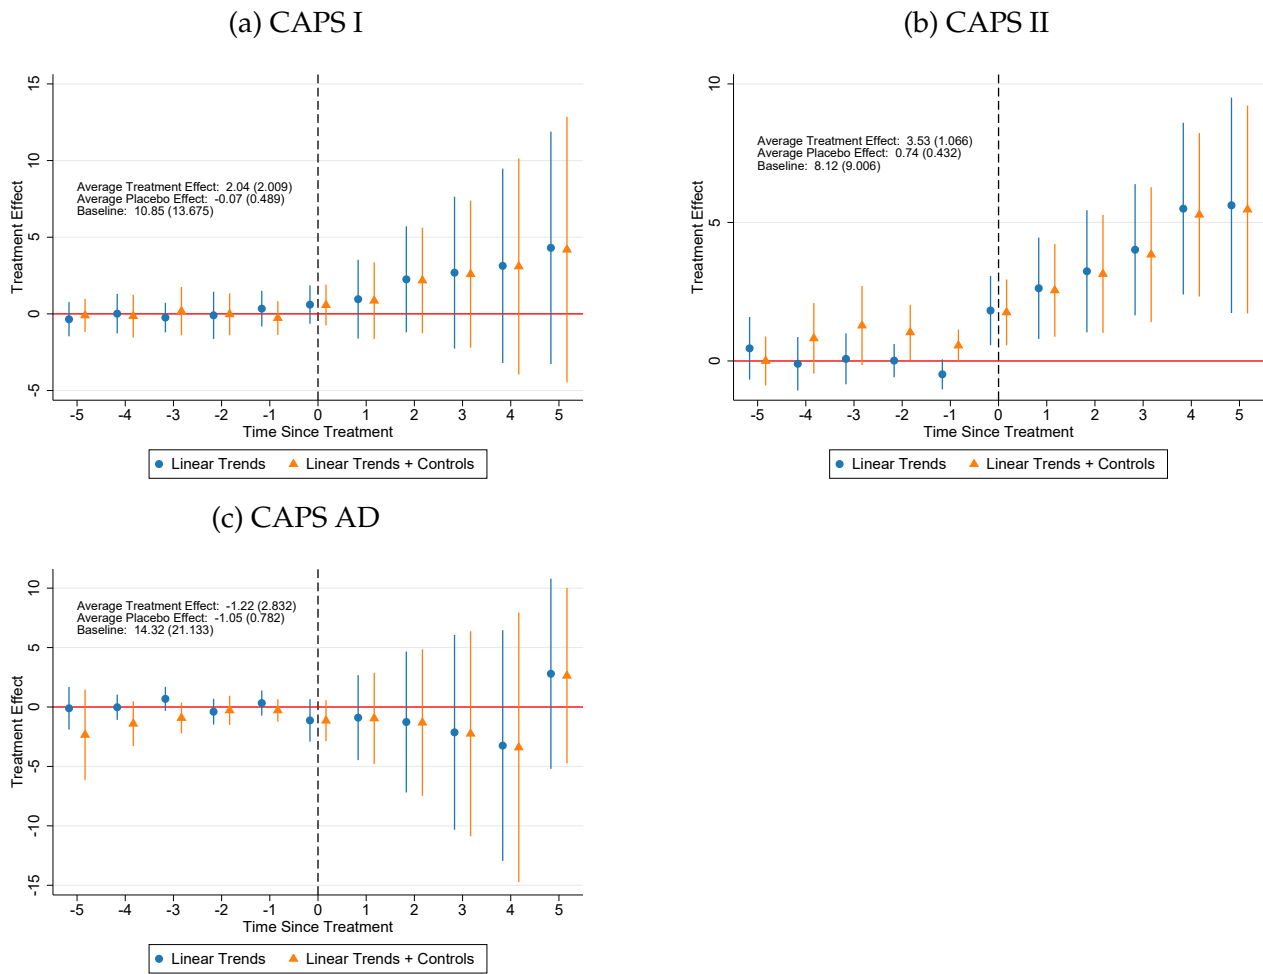 (a) CAPS I
15
10
5
0
-5
Treatment Effect
Average Treatment Effect: 2.04 (2.009)
Average Placebo Effect: -0.07 (0.489)
Baseline: 10.85 (13.675)
-5 -4 -3 -2 -1 0 1 2 3 4 5
Time Since Treatment
Linear Trends Linear Trends + Controls
(b) CAPS II
10
5
0
Treatment Effect
Average Treatment Effect: 3.53 (1.066)
Average Placebo Effect: 0.74 (0.432)
Baseline: 8.12 (9.006)
-5 -4 -3 -2 -1 0 1 2 3 4 5
Time Since Treatment
Linear Trends Linear Trends + Controls
(c) CAPS AD
10
5
0
-5
-10
-15
Treatment Effect
Average Treatment Effect: -1.22 (2.832)
Average Placebo Effect: -1.05 (0.782)
Baseline: 14.32 (21.133)
-5 -4 -3 -2 -1 0 1 2 3 4 5
Time Since Treatment
Linear Trends Linear Trends + Controls